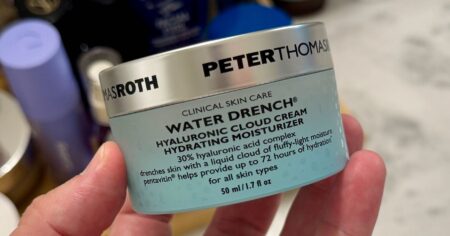 MASROTH PETERTHOMAS
CLINICAL SKIN CARE
WATER DRENCH®
HYALURONIC CLOUD CREAM
HYDRATING MOISTURIZER
30% hyaluronic acid complex
drenches skin with a liquid cloud of fluffy-light moisture
pentavitin® helps provide up to 72 hours of hydration
for all skin types
50 ml/1.7 fl oz